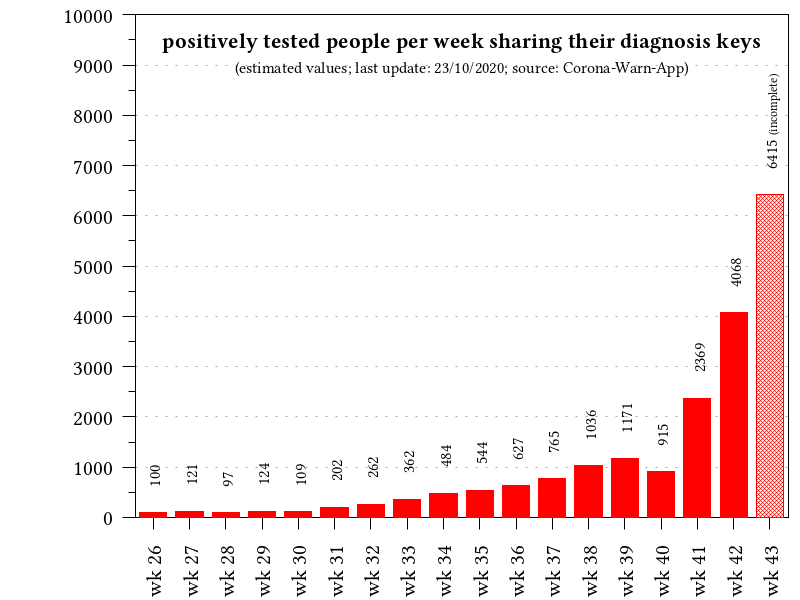 positively tested people per week sharing their diagnosis keys
(estimated values; last update: 23/10/2020; source: Corona-Warn-App)
10000
9000
8000
7000
6000
5000
4000
3000
2000
1000
0
100
121
97
124
109
202
262
362
484
544
627
765
1036
1171
915
2369
4068
6415 (incomplete)
wk 26
wk 27
wk 28
wk 29
wk 30
wk 31
wk 32
wk 33
wk 34
wk 35
wk 36
wk 37
wk 38
wk 39
wk 40
wk 41
wk 42
wk 43